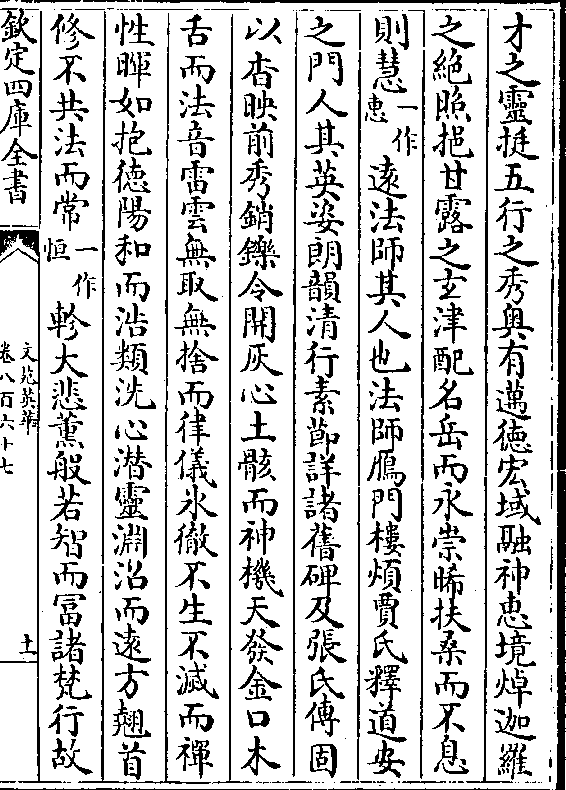 才之靈挺五行之秀與有邁徳宏域融神恵境焯迦羅
之絶照挹甘露之玄津配名岳而永崇晞扶桑而不息
則慧一作惠逺法師其人也法師鴈門樓煩賈氏釋道安
之門人其英姿朗韻清行素節詳諸舊碑及張氏傳固
以杳映前秀銷鑠令聞灰心土骸而神機天發金口木
舌而法音雷雲無取無捨而律儀氷徹不生不滅而禪
性暉如抱徳陽和而浩類洗心潛靈淵沼而逺方翹首
修不共法而常一作恒軫大悲薰般若智而冨諸梵行故
欽定四庫全書
文苑英華
卷八百六十七
十一